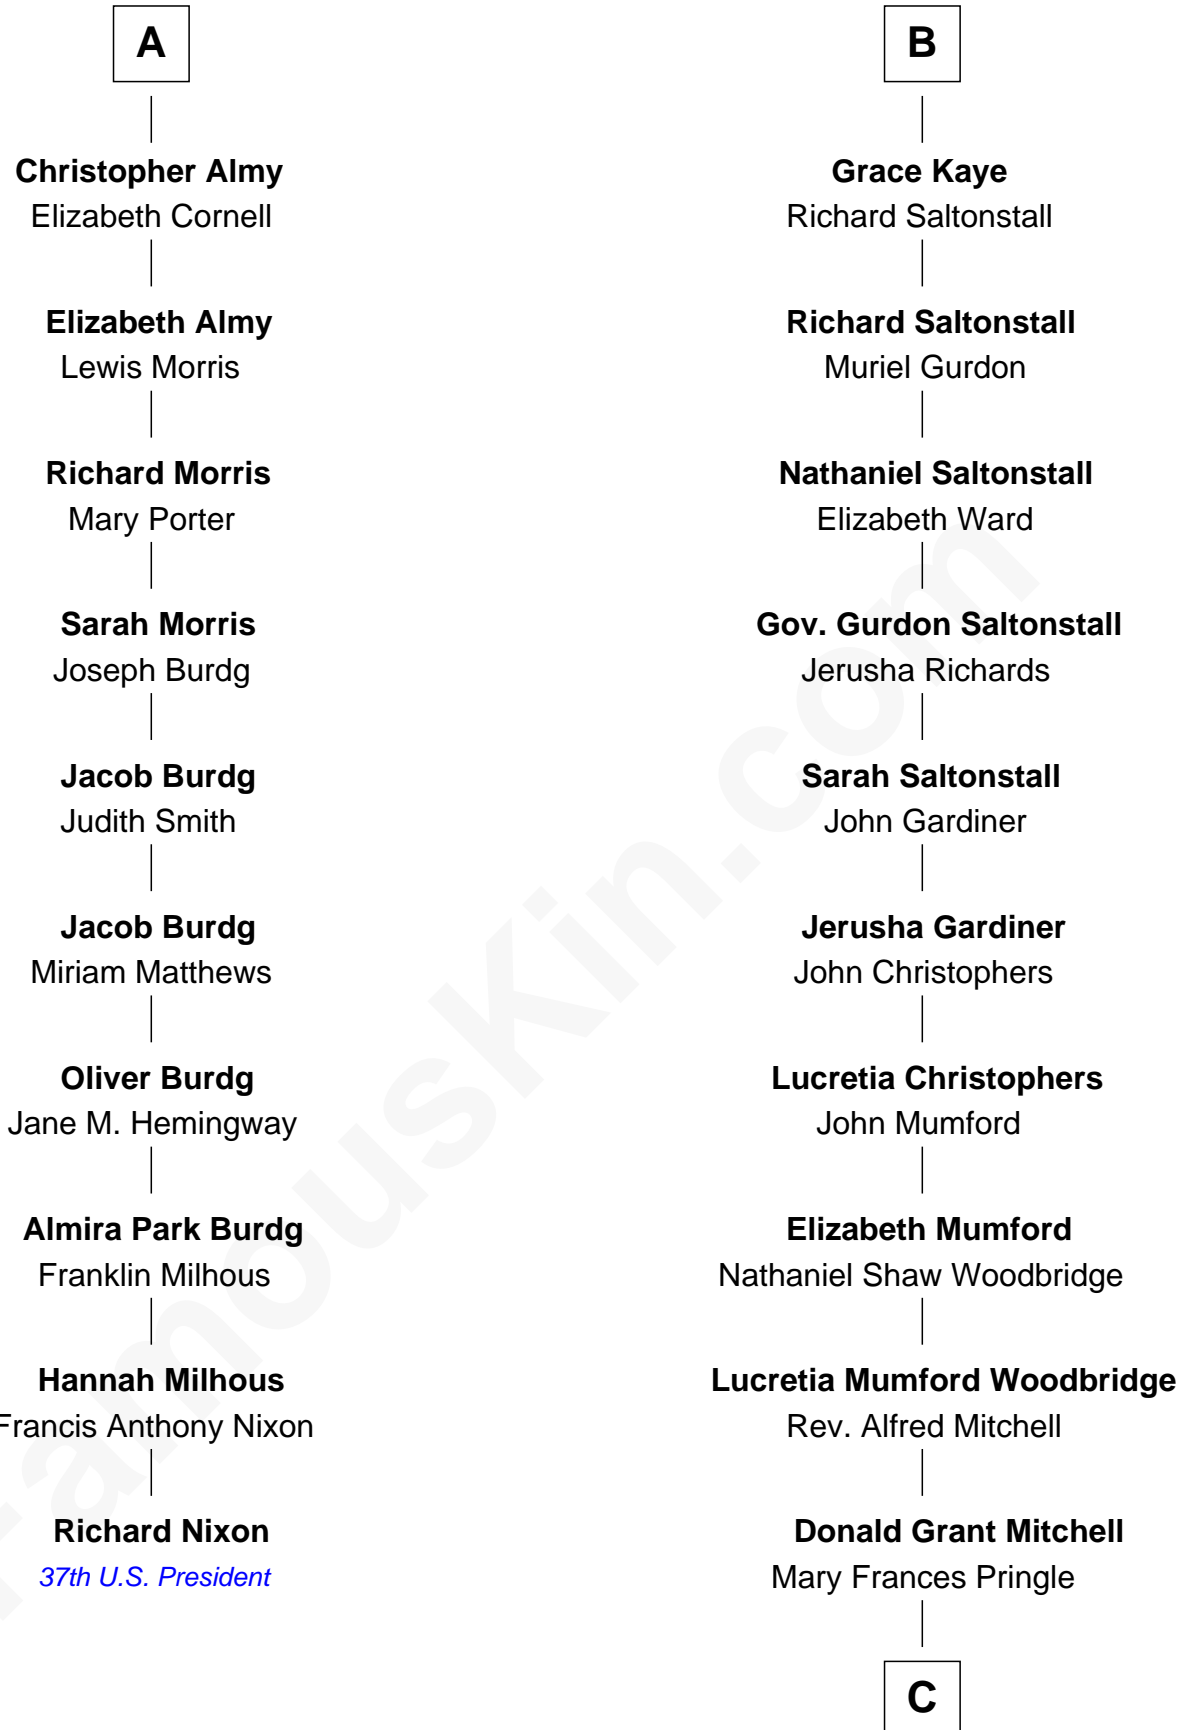 A
Christopher Almy
Elizabeth Cornell
Elizabeth Almy
Lewis Morris
Richard Morris
Mary Porter
Sarah Morris
Joseph Burdg
Jacob Burdg
Judith Smith
Jacob Burdg
Miriam Matthews
Oliver Burdg
Jane M. Hemingway
Almira Park Burdg
Franklin Milhous
Hannah Milhous
Francis Anthony Nixon
Richard Nixon
37th U.S. President
B
Grace Kaye
Richard Saltonstall
Richard Saltonstall
Muriel Gurdon
Nathaniel Saltonstall
Elizabeth Ward
Gov. Gurdon Saltonstall
Jerusha Richards
Sarah Saltonstall
John Gardiner
Jerusha Gardiner
John Christophers
Lucretia Christophers
John Mumford
Elizabeth Mumford
Nathaniel Shaw Woodbridge
Lucretia Mumford Woodbridge
Rev. Alfred Mitchell
Donald Grant Mitchell
Mary Frances Pringle
C
FamousKin.com